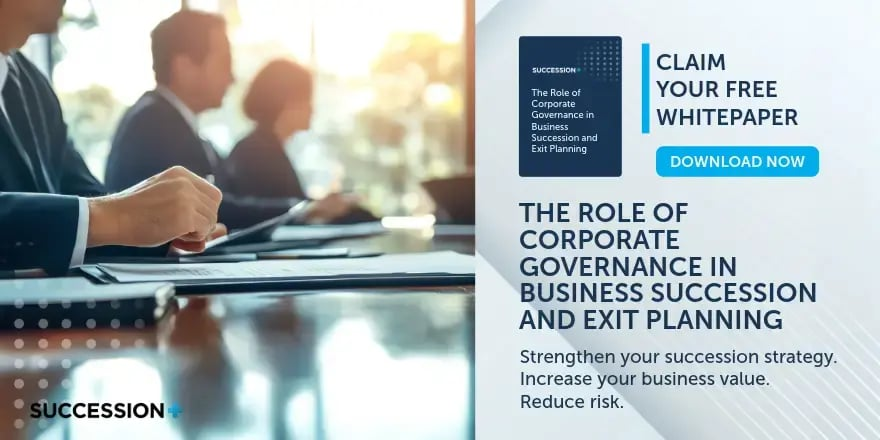 SUCCESSION+
The Role of
Corporate
Governance in
Business
Succession and
Exit Planning
CLAIM
YOUR FREE
WHITEPAPER
DOWNLOAD NOW
THE ROLE OF
CORPORATE
GOVERNANCE IN
BUSINESS SUCCESSION
AND EXIT PLANNING
Strengthen your succession strategy.
Increase your business value.
Reduce risk.
SUCCESSION+